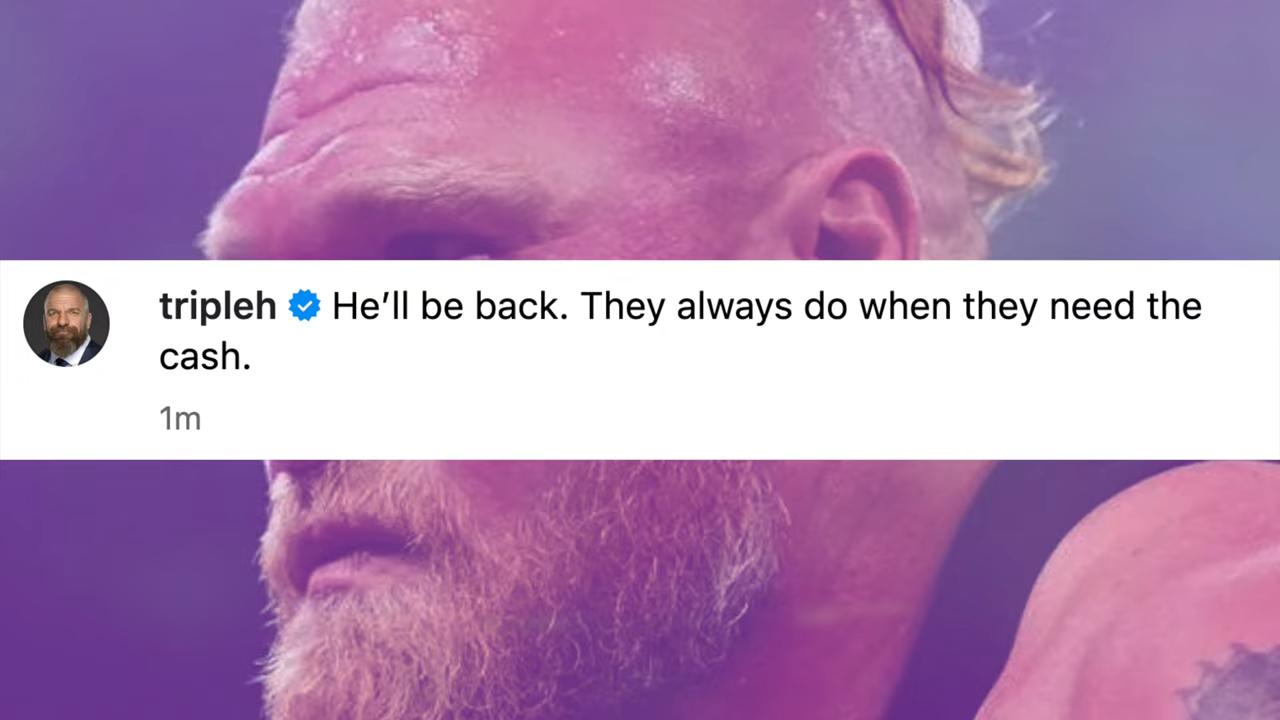 tripleh He’ll be back. They always do when they need the
cash.
1m